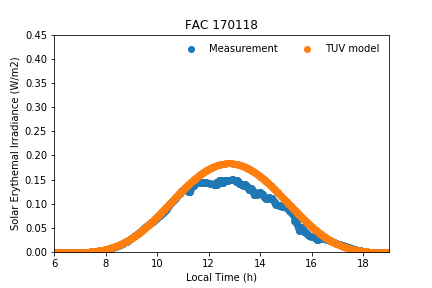 FAC 170118
Measurement TUV model
Solar Erythemal Irradiance (W/m2)
0.45
0.40
0.35
0.30
0.25
0.20
0.15
0.10
0.05
0.00
6 8 10 12 14 16 18
Local Time (h)